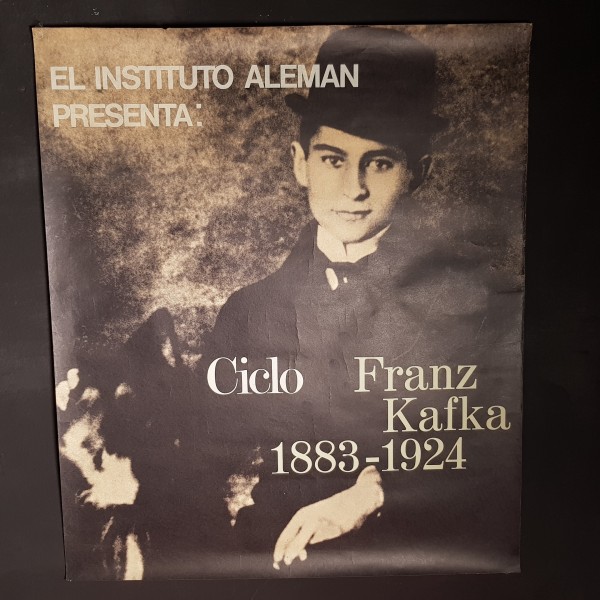 EL INSTITUTO ALEMAN
PRESENTA:
Ciclo Franz
Kafka
1883-1924